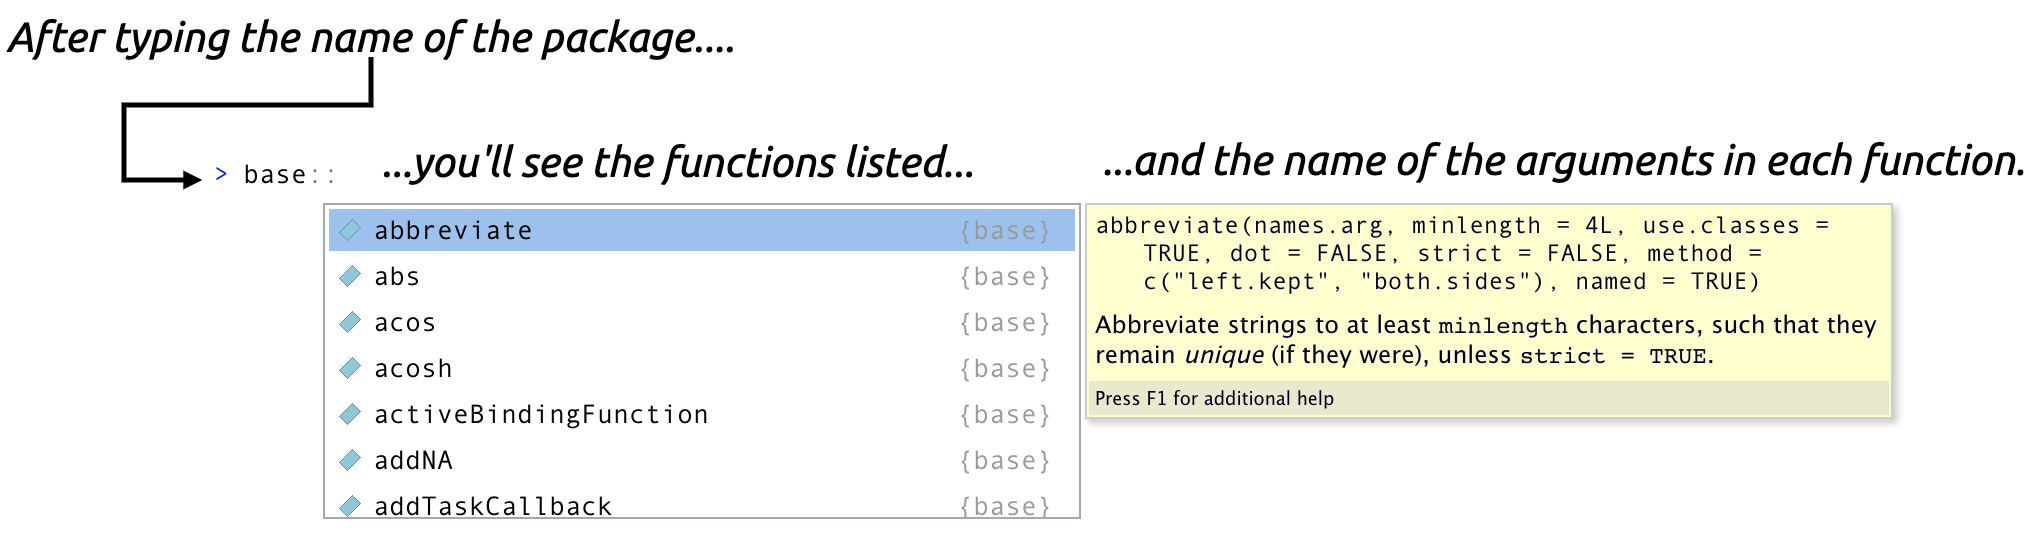 After typing the name of the package....
> base::
...you'll see the functions listed...
...and the name of the arguments in each function.
abbreviate {base}
abs {base}
acos {base}
acosh {base}
activeBindingFunction {base}
addNA {base}
addTaskCallback {base}
abbreviate(names.arg, minlength = 4L, use.classes =
TRUE, dot = FALSE, strict = FALSE, method =
c("left.kept", "both.sides"), named = TRUE)
Abbreviate strings to at least minlength characters, such that they
remain unique (if they were), unless strict = TRUE.
Press F1 for additional help